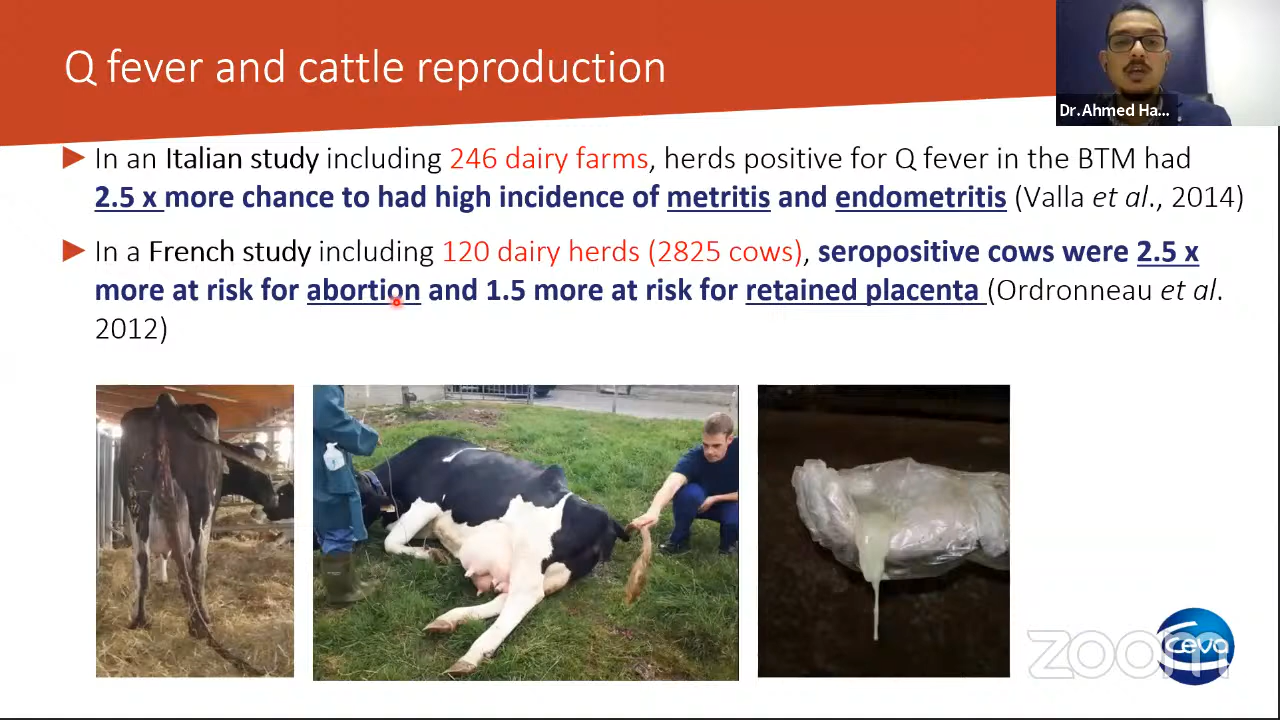 Q fever and cattle reproduction
Dr.Ahmed Ha...
In an Italian study including 246 dairy farms, herds positive for Q fever in the BTM had
2.5 x more chance to had high incidence of metritis and endometritis (Valla et al., 2014)
In a French study including 120 dairy herds (2825 cows), seropositive cows were 2.5 x
more at risk for abortion and 1.5 more at risk for retained placenta (Ordronneau et al.
2012)
zoom
Ceva